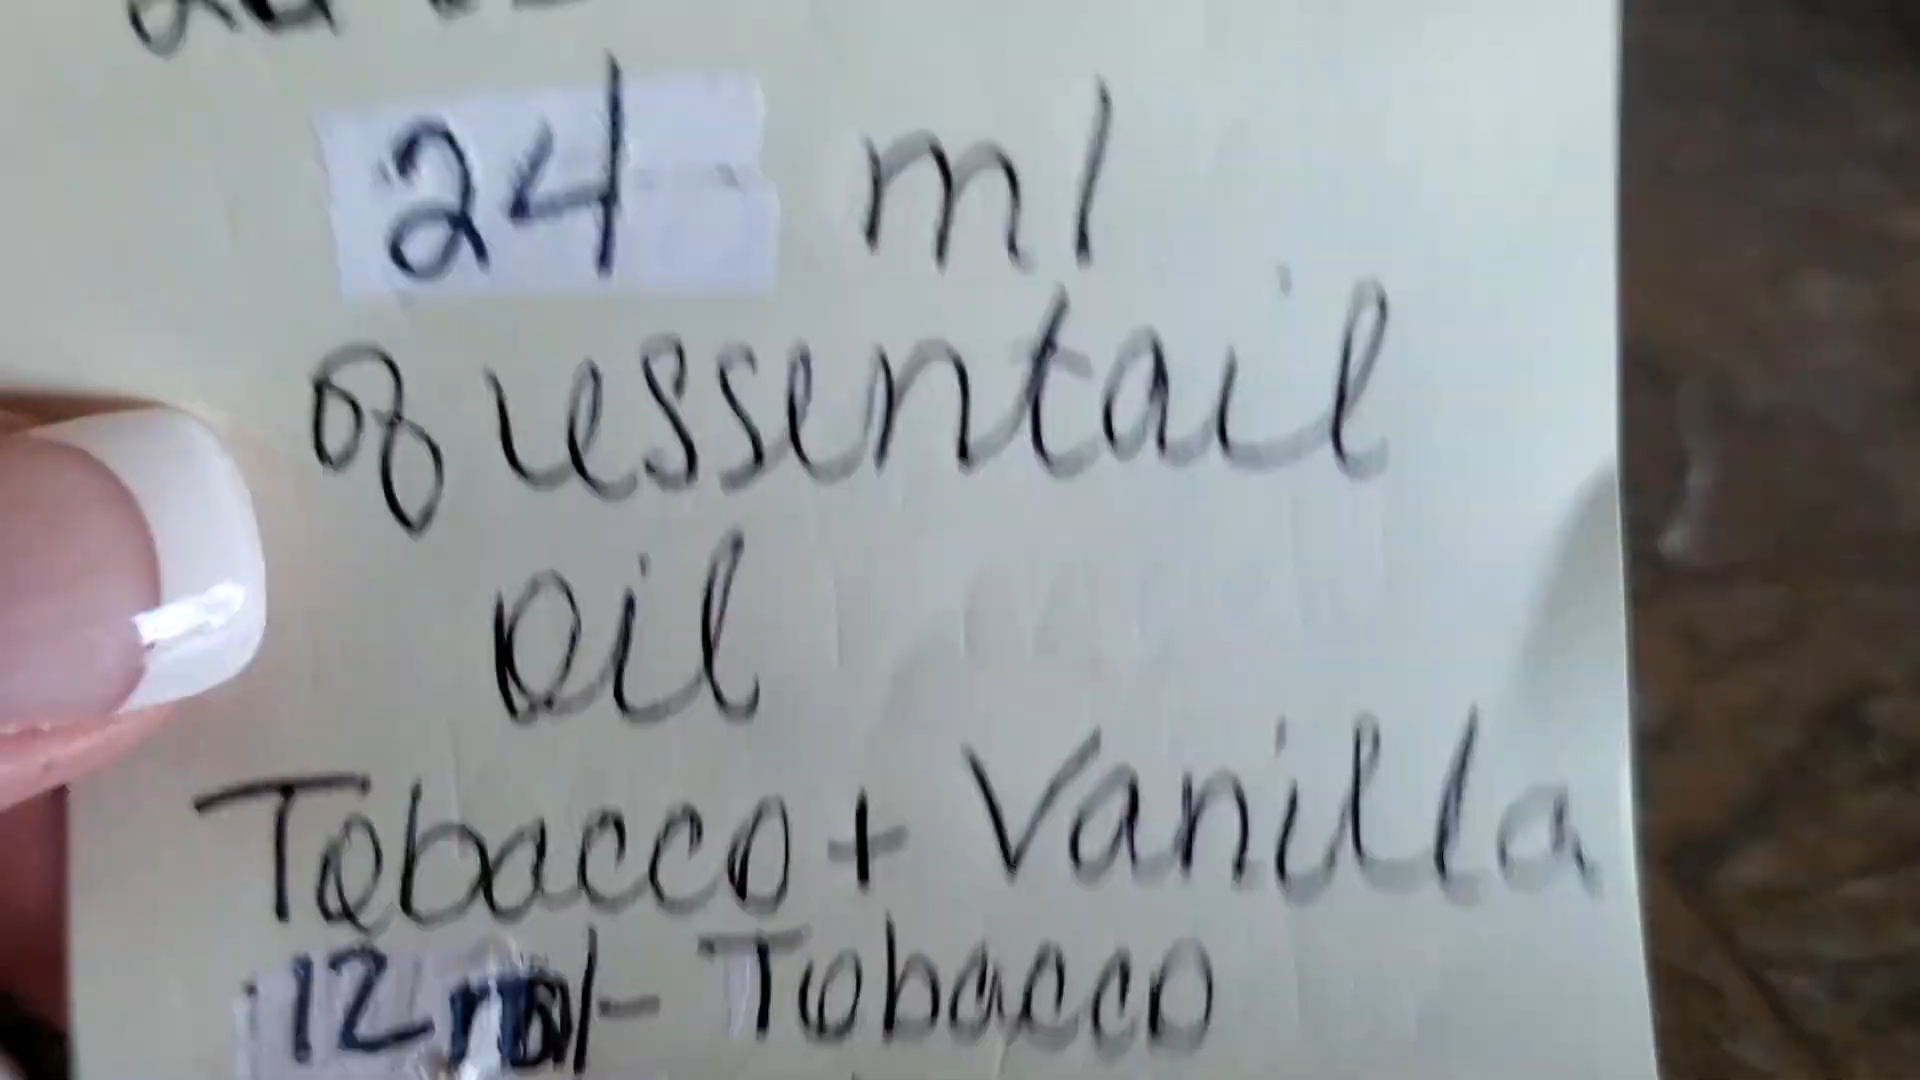 24 ml
of essentail
oil
Tobacco + Vanilla
12 ml - Tobacco